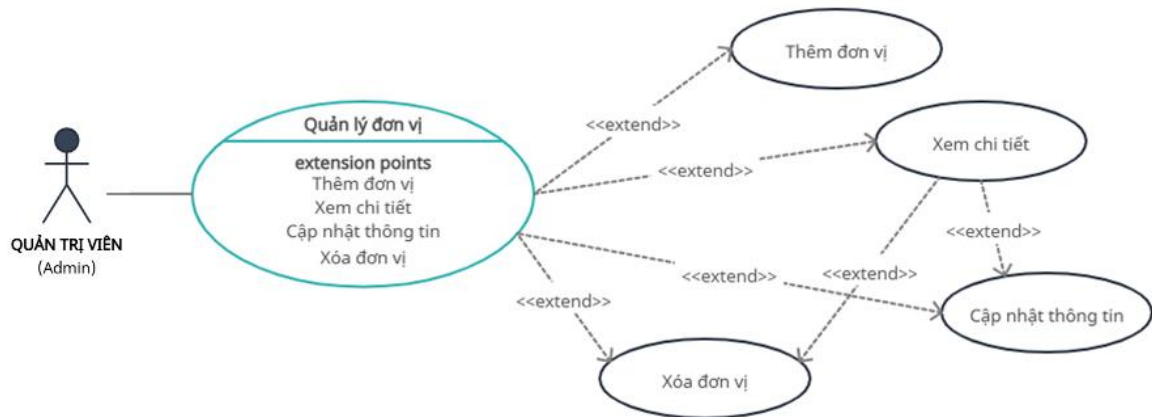 Thêm đơn vị
<<extend>>
Quản lý đơn vị
extension points
Thêm đơn vị
Xem chi tiết
Cập nhật thông tin
Xóa đơn vị
<<extend>>
Xem chi tiết
QUẢN TRỊ VIÊN
(Admin)
<<extend>>
<<extend>>
<<extend>>
<<extend>>
Cập nhật thông tin
Xóa đơn vị